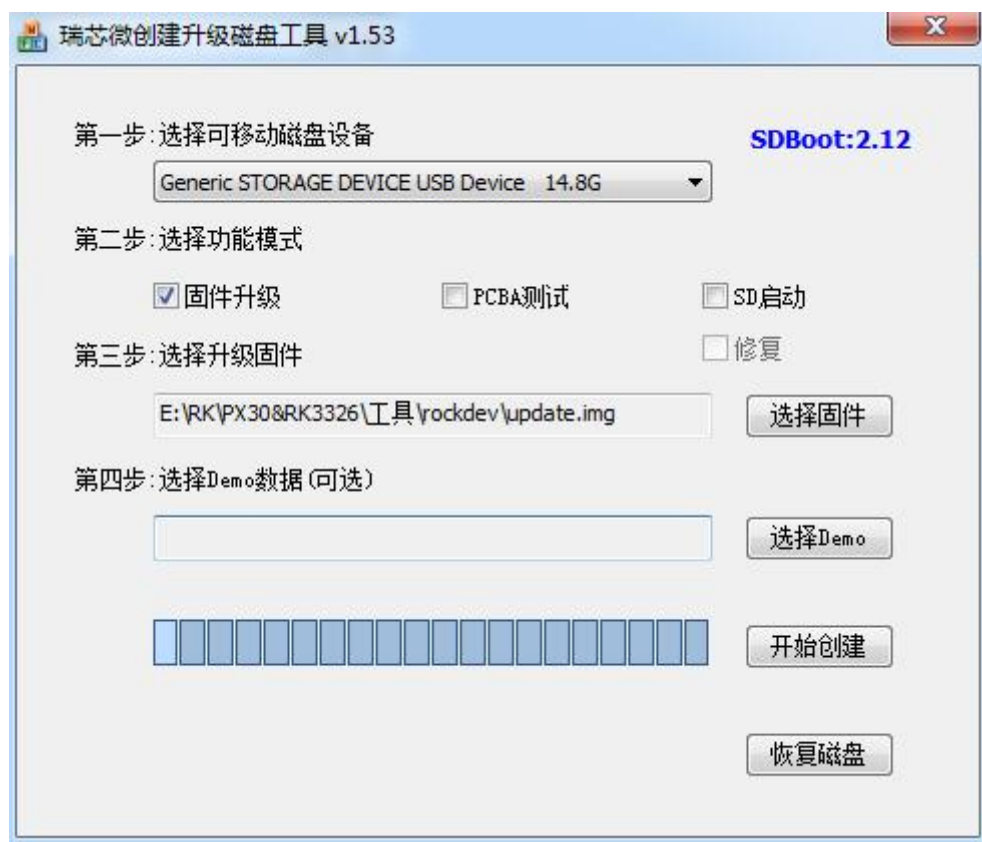 瑞芯微创建升级磁盘工具 v1.53
第一步:选择可移动磁盘设备
SDBoot:2.12
Generic STORAGE DEVICE USB Device 14.8G
第二步:选择功能模式
固件升级 PCBA测试 SD启动
修复
第三步:选择升级固件
E:\RK\PX30&RK3326\工具\rockdev\update.img
选择固件
第四步:选择Demo数据(可选)
选择Demo
开始创建
恢复磁盘